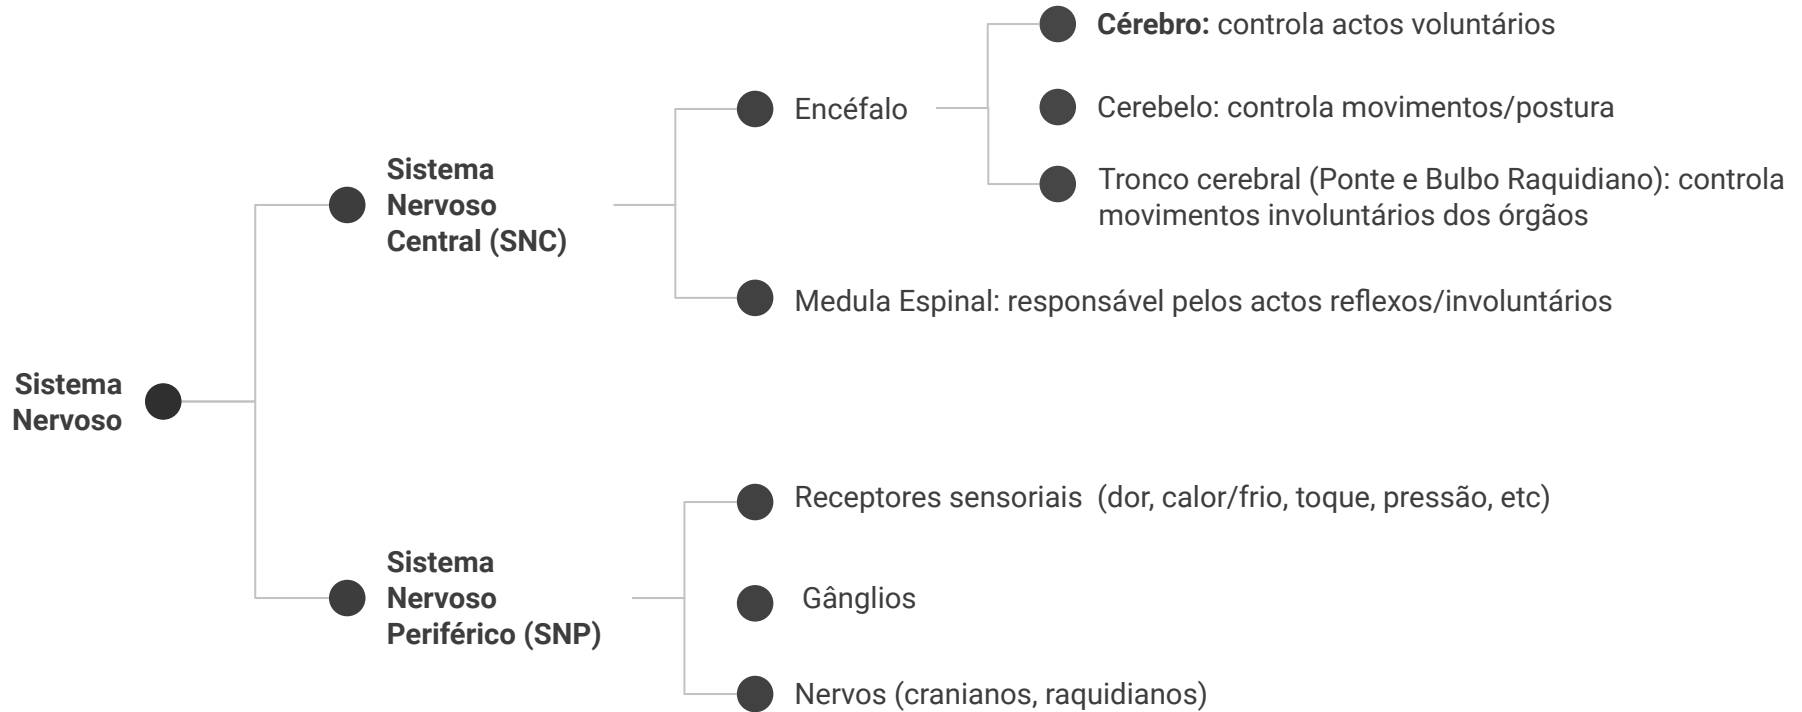 Sistema
Nervoso
Sistema
Nervoso
Central (SNC)
Encéfalo
Cérebro: controla actos voluntários
Cerebelo: controla movimentos/postura
Tronco cerebral (Ponte e Bulbo Raquidiano): controla
movimentos involuntários dos órgãos
Medula Espinal: responsável pelos actos reflexos/involuntários
Sistema
Nervoso
Periférico (SNP)
Receptores sensoriais (dor, calor/frio, toque, pressão, etc)
Gânglios
Nervos (cranianos, raquidianos)